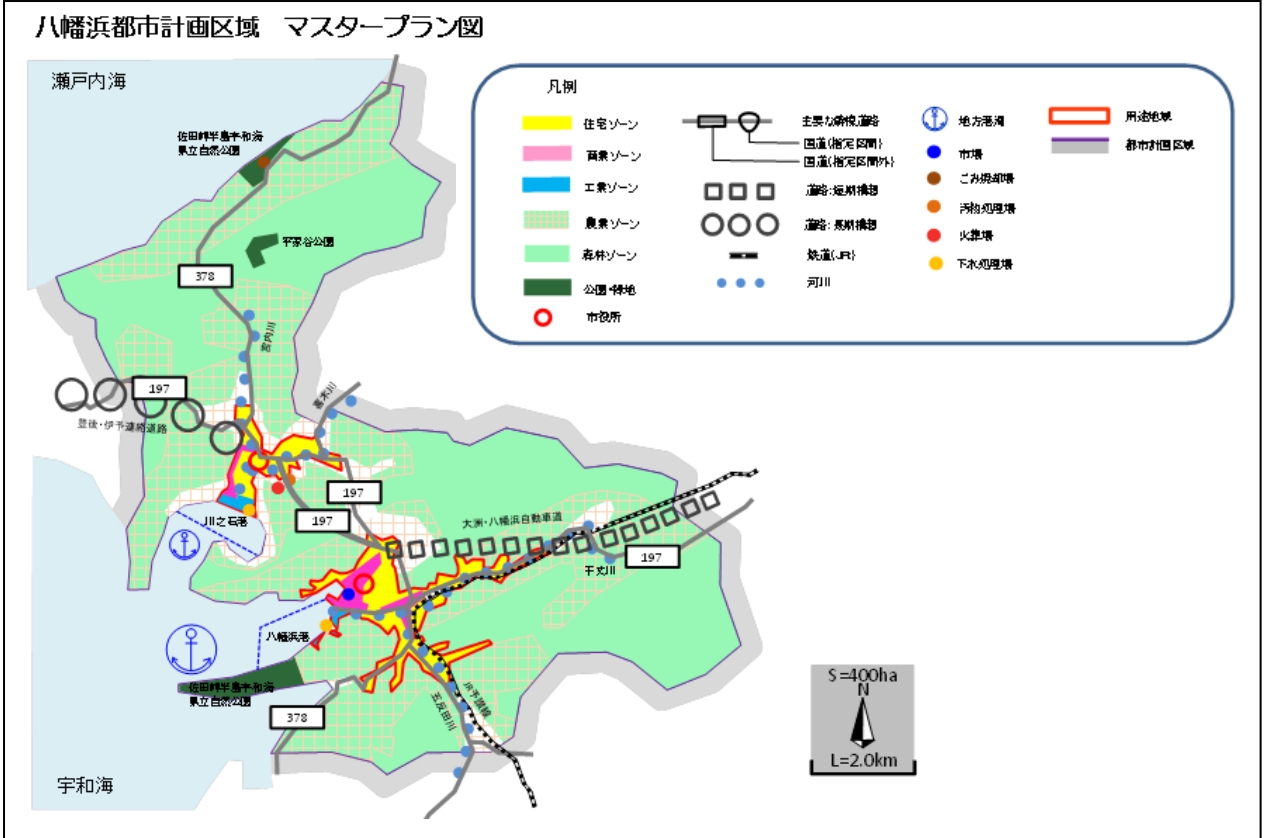 八幡浜都市計画区域　マスタープラン図
瀬戸内海
佐田岬半島宇和海
県立自然公園
平家谷公園
378
宮内川
197
豊後・伊予連絡道路
喜木川
197
197
川之石港
大洲・八幡浜自動車道
197
千丈川
八幡浜港
佐田岬半島宇和海
県立自然公園
378
五反田川
JR予讃線
宇和海
凡例
住宅ゾーン
商業ゾーン
工業ゾーン
農業ゾーン
森林ゾーン
公園・緑地
市役所
主要な幹線道路
国道(指定区間)
国道(指定区間外)
道路:短期構想
道路:長期構想
鉄道(JR)
河川
地方港湾
市場
ごみ焼却場
汚物処理場
火葬場
下水処理場
用途地域
都市計画区域
S=400ha
N
L=2.0km